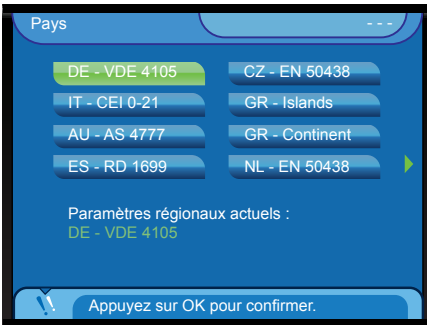 Pays
- - -
DE - VDE 4105
CZ - EN 50438
IT - CEI 0-21
GR - Islands
AU - AS 4777
GR - Continent
ES - RD 1699
NL - EN 50438
Paramètres régionaux actuels :
DE - VDE 4105
Appuyez sur OK pour confirmer.